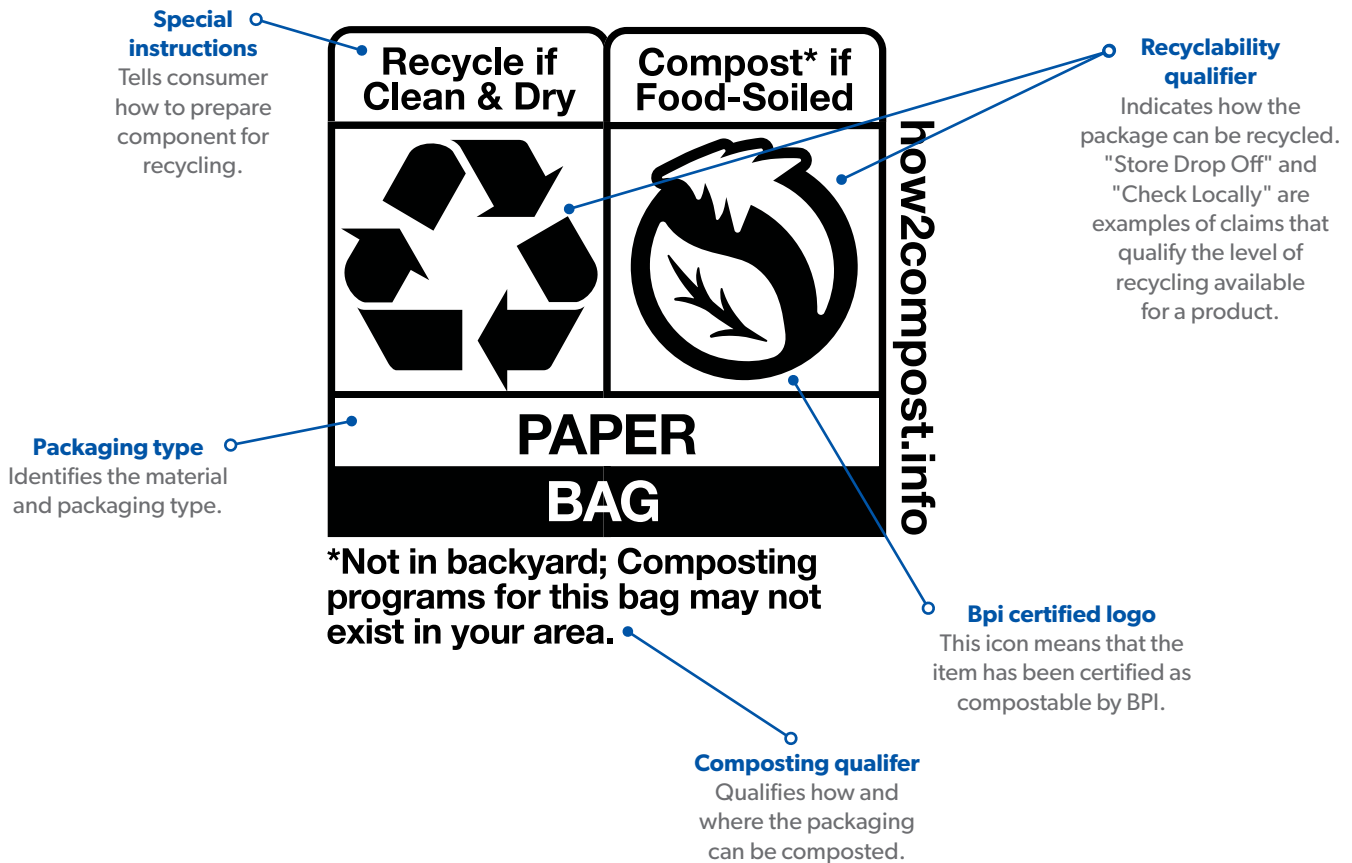 Special
instructions
Tells consumer
how to prepare
component for
recycling.
Recycle if
Clean & Dry
Compost* if
Food-Soiled
Recyclability
qualifier
Indicates how the
package can be recycled.
"Store Drop Off" and
"Check Locally" are
examples of claims that
qualify the level of
recycling available
for a product.
how2compost.info
Packaging type
Identifies the material
and packaging type.
PAPER
BAG
*Not in backyard; Composting
programs for this bag may not
exist in your area.
Bpi certified logo
This icon means that the
item has been certified as
compostable by BPI.
Composting qualifer
Qualifies how and
where the packaging
can be composted.